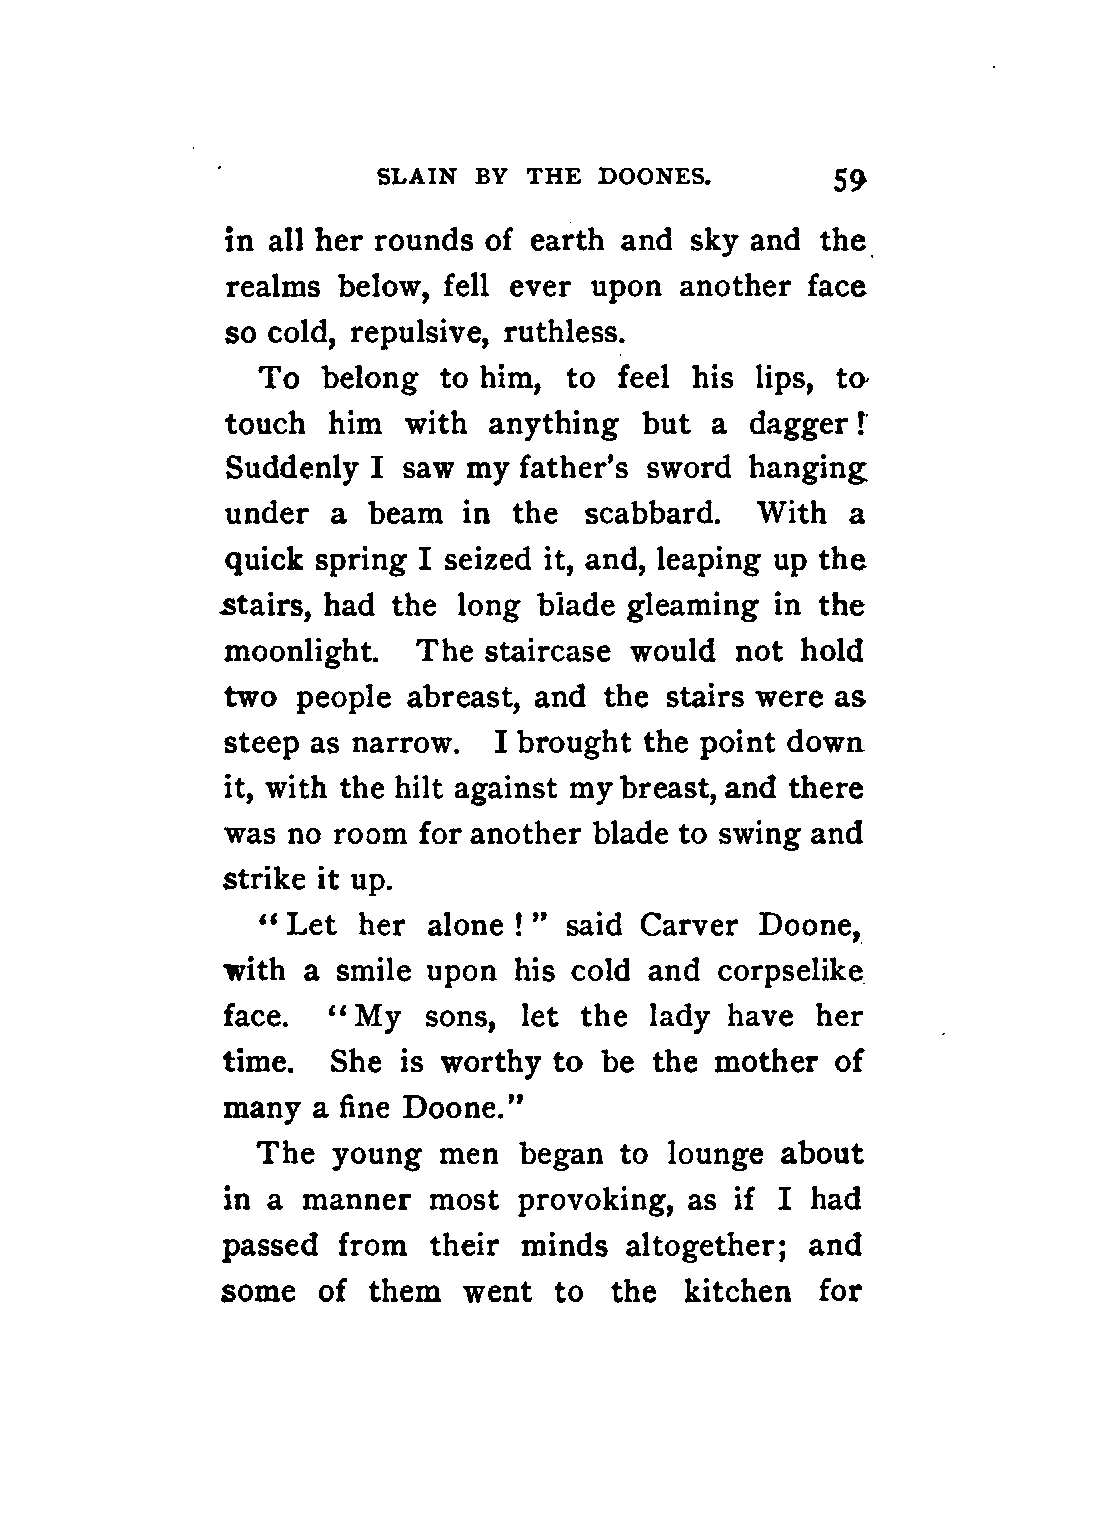 SLAIN BY THE DOONES. 59
in all her rounds of earth and sky and the
realms below, fell ever upon another face
so cold, repulsive, ruthless.
To belong to him, to feel his lips, to
touch him with anything but a dagger!
Suddenly I saw my father's sword hanging
under a beam in the scabbard. With a
quick spring I seized it, and, leaping up the
stairs, had the long blade gleaming in the
moonlight. The staircase would not hold
two people abreast, and the stairs were as
steep as narrow. I brought the point down
it, with the hilt against my breast, and there
was no room for another blade to swing and
strike it up.
"Let her alone!" said Carver Doone,
with a smile upon his cold and corpselike
face. "My sons, let the lady have her
time. She is worthy to be the mother of
many a fine Doone."
The young men began to lounge about
in a manner most provoking, as if I had
passed from their minds altogether; and
some of them went to the kitchen for